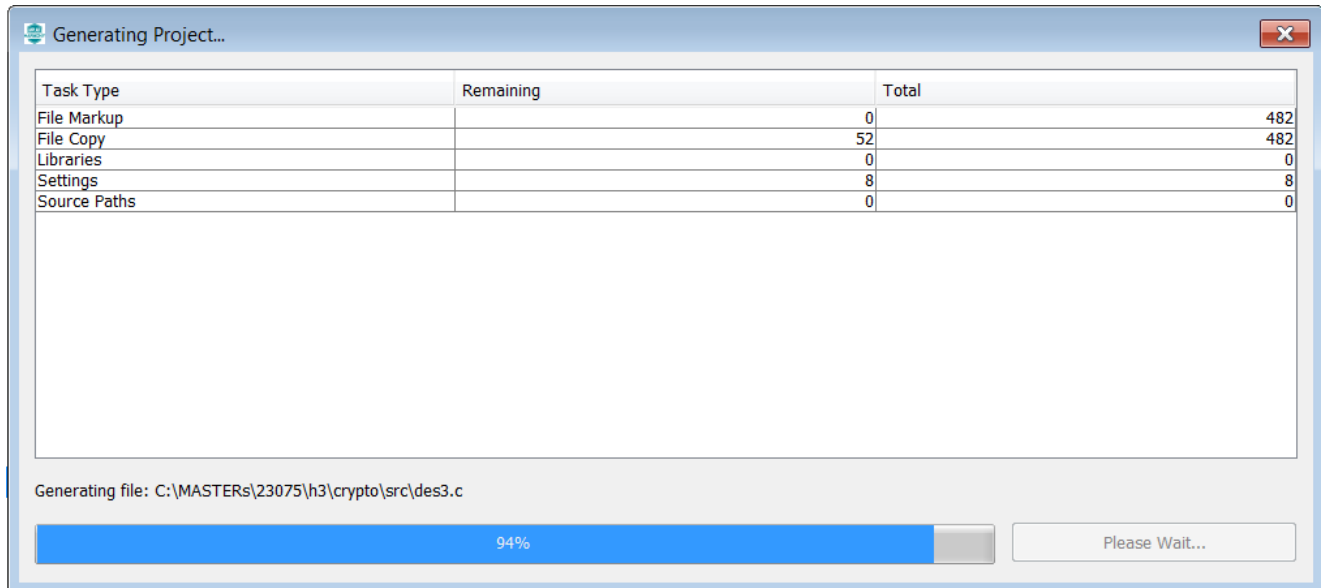 Generating Project...
Task Type Remaining Total
File Markup 0 482
File Copy 52 482
Libraries 0 0
Settings 8 8
Source Paths 0 0
Generating file: C:\MASTERs\23075\h3\crypto\src\des3.c
94% Please Wait...